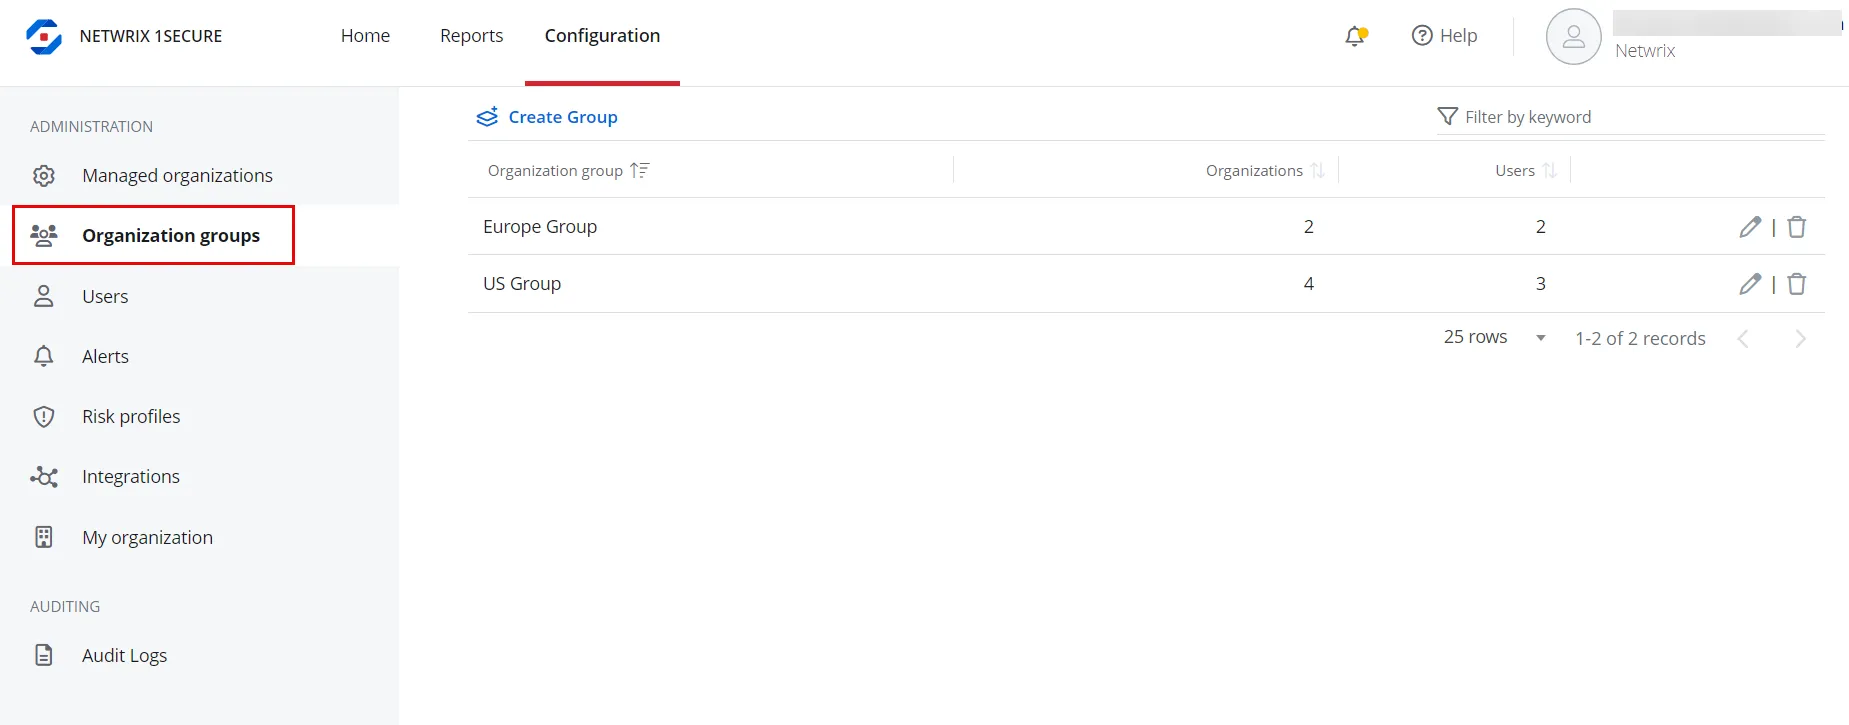 NETWRIX 1SECURE Home Reports Configuration Help
Netwrix
ADMINISTRATION
Managed organizations
Organization groups
Users
Alerts
Risk profiles
Integrations
My organization
AUDITING
Audit Logs
Create Group Filter by keyword
Organization group Organizations Users
Europe Group 2 2 |
US Group 4 3 |
25 rows 1-2 of 2 records